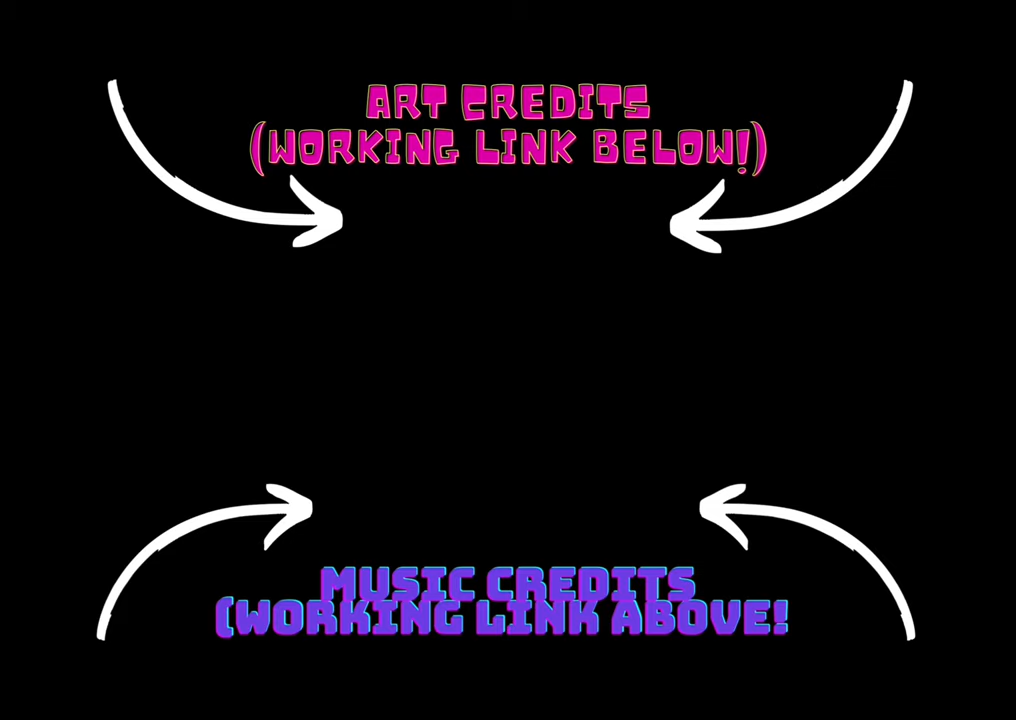 ART CREDITS
(WORKING LINK BELOW!)
MUSIC CREDITS
(WORKING LINK ABOVE!